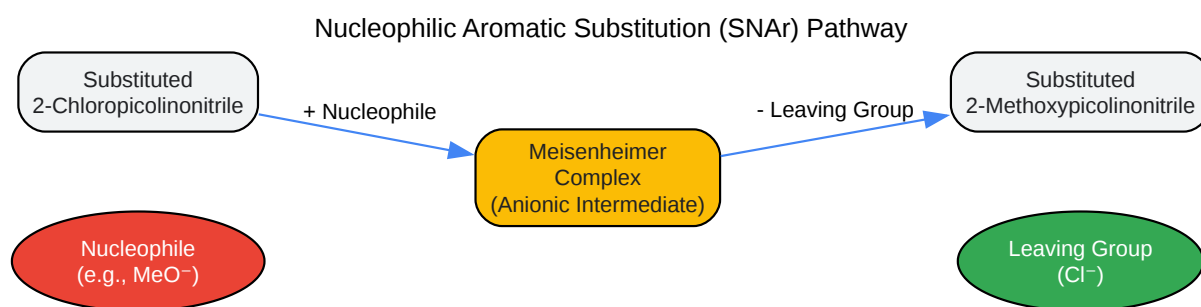 Nucleophilic Aromatic Substitution (SNAr) Pathway
Substituted
2-Chloropicolinonitrile
+ Nucleophile
Meisenheimer
Complex
(Anionic Intermediate)
- Leaving Group
Substituted
2-Methoxypicolinonitrile
Nucleophile
(e.g., MeO⁻)
Leaving Group
(Cl⁻)